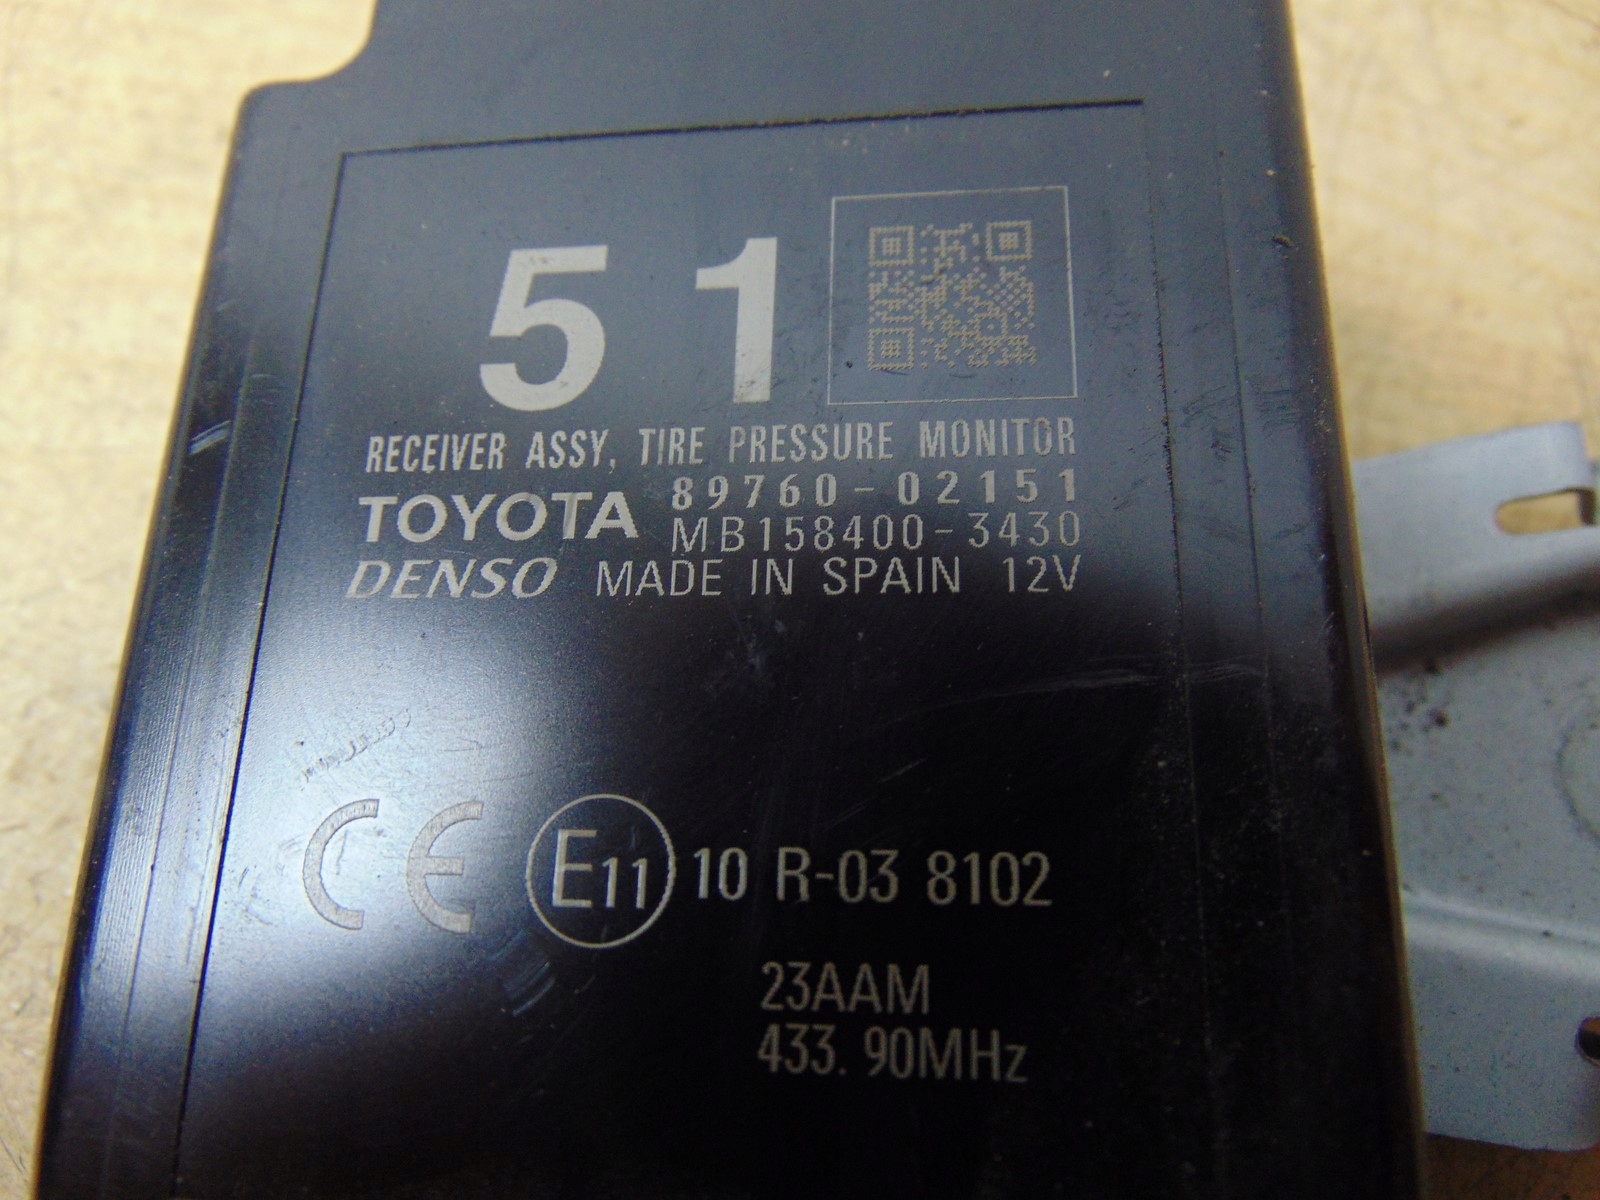 51
RECEIVER ASSY, TIRE PRESSURE MONITOR
TOYOTA 89760-02151
MB158400-3430
DENSO MADE IN SPAIN 12V
CE E11 10 R-03 8102
23AAM
433.90MHz